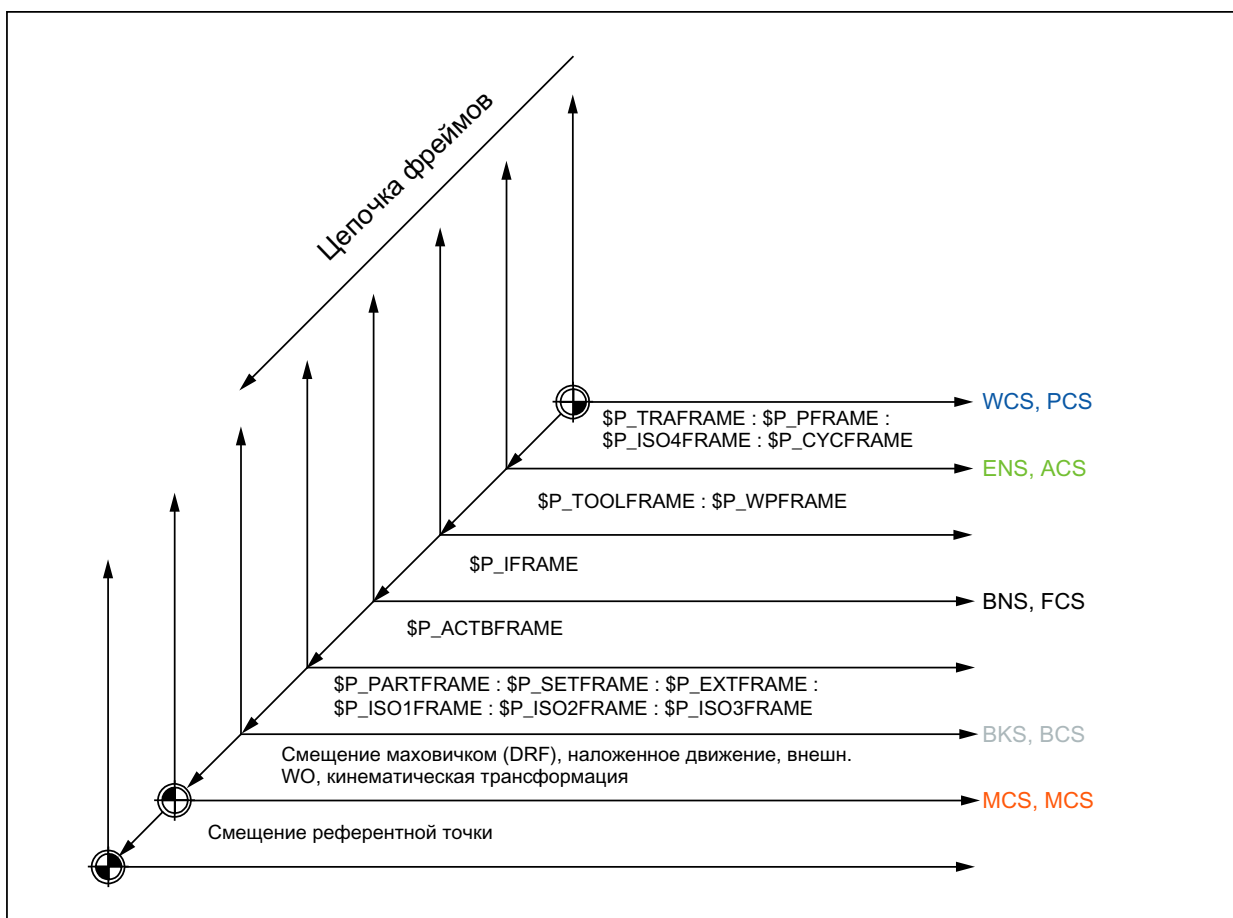 Цепочка фреймов
WCS, PCS
$P_TRAFRAME : $P_PFRAME :
$P_ISO4FRAME : $P_CYCFRAME
ENS, ACS
$P_TOOLFRAME : $P_WPFRAME
$P_IFRAME
BNS, FCS
$P_ACTBFRAME
$P_PARTFRAME : $P_SETFRAME : $P_EXTFRAME :
$P_ISO1FRAME : $P_ISO2FRAME : $P_ISO3FRAME
BKS, BCS
Смещение маховичком (DRF), наложенное движение, внешн.
WO, кинематическая трансформация
MCS, MCS
Смещение референтной точки